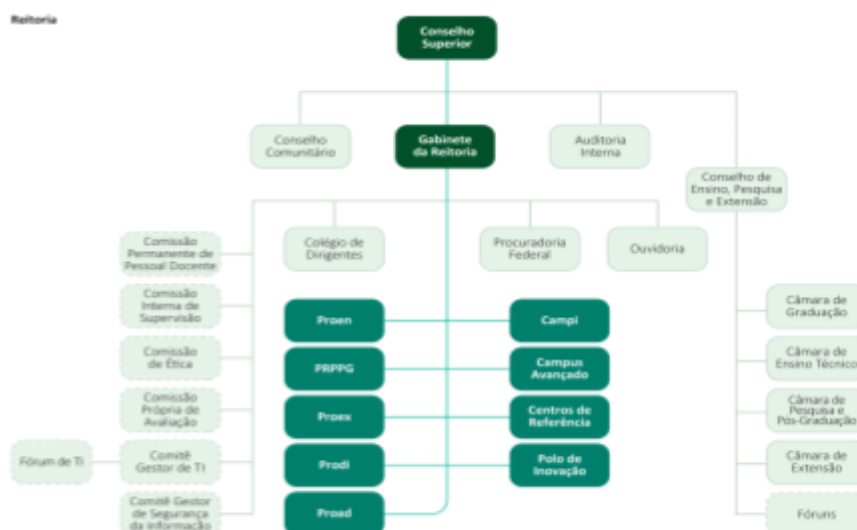 Reitoria
Conselho
Superior
Conselho
Comunitário
Gabinete
da Reitoria
Auditoria
Interna
Conselho de
Ensino, Pesquisa
e Extensão
Comissão
Permanente de
Pessoal Docente
Colégio de
Dirigentes
Procuradoria
Federal
Ouvidoria
Comissão
Interna de
Supervisão
Proen
Campi
Câmara de
Graduação
Comissão
de Ética
PRPPG
Campus
Avançado
Câmara de
Ensino Técnico
Comissão
Própria de
Avaliação
Proex
Centros de
Referência
Câmara de
Pesquisa e
Pós-Graduação
Fórum de TI
Comitê
Gestor de TI
Prodi
Polo de
Inovação
Câmara de
Extensão
Comitê Gestor
de Segurança
da Informação
Proad
Fóruns